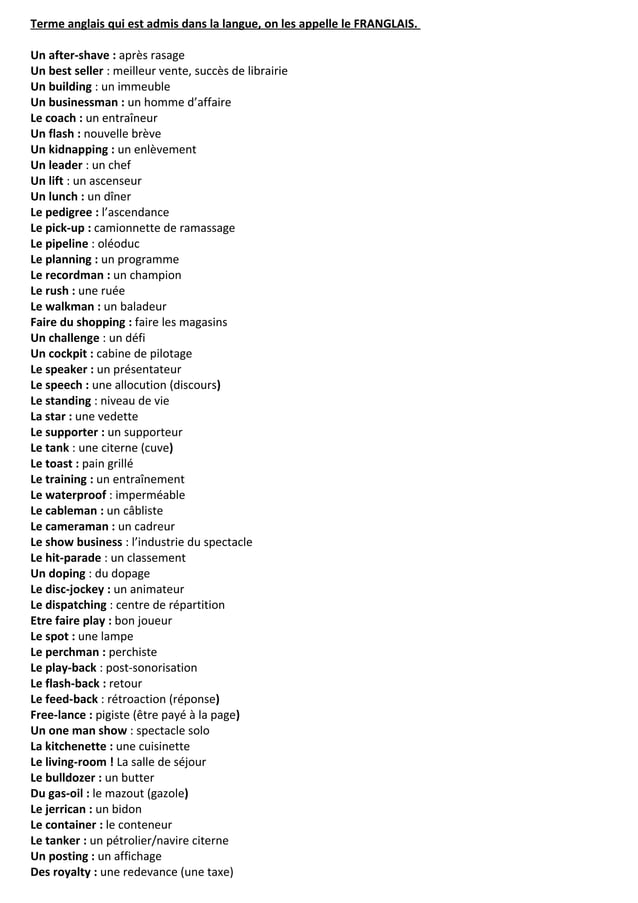 Terme anglais qui est admis dans la langue, on les appelle le FRANGLAIS.
Un after-shave : après rasage
Un best seller : meilleur vente, succès de librairie
Un building : un immeuble
Un businessman : un homme d’affaire
Le coach : un entraîneur
Un flash : nouvelle brève
Un kidnapping : un enlèvement
Un leader : un chef
Un lift : un ascenseur
Un lunch : un dîner
Le pedigree : l’ascendance
Le pick-up : camionnette de ramassage
Le pipeline : oléoduc
Le planning : un programme
Le recordman : un champion
Le rush : une ruée
Le walkman : un baladeur
Faire du shopping : faire les magasins
Un challenge : un défi
Un cockpit : cabine de pilotage
Le speaker : un présentateur
Le speech : une allocution (discours)
Le standing : niveau de vie
La star : une vedette
Le supporter : un supporteur
Le tank : une citerne (cuve)
Le toast : pain grillé
Le training : un entraînement
Le waterproof : imperméable
Le cableman : un câbliste
Le cameraman : un cadreur
Le show business : l’industrie du spectacle
Le hit-parade : un classement
Un doping : du dopage
Le disc-jockey : un animateur
Le dispatching : centre de répartition
Etre faire play : bon joueur
Le spot : une lampe
Le perchman : perchiste
Le play-back : post-sonorisation
Le flash-back : retour
Le feed-back : rétroaction (réponse)
Free-lance : pigiste (être payé à la page)
Un one man show : spectacle solo
La kitchenette : une cuisinette
Le living-room ! La salle de séjour
Le bulldozer : un butter
Du gas-oil : le mazout (gazole)
Le jerrican : un bidon
Le container : le conteneur
Le tanker : un pétrolier/navire citerne
Un posting : un affichage
Des royalty : une redevance (une taxe)